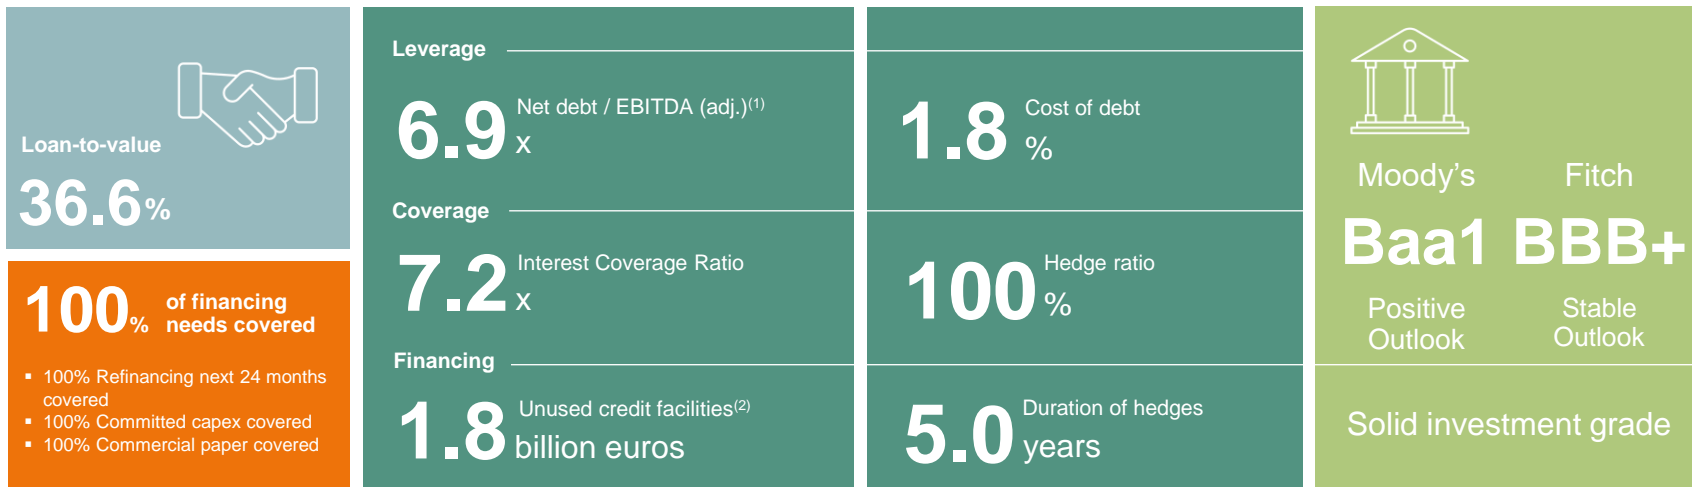 Loan-to-value
36.6%
100% of financing
needs covered
▪ 100% Refinancing next 24 months
covered
▪ 100% Committed capex covered
▪ 100% Commercial paper covered
Leverage
6.9 Net debt / EBITDA (adj.)(1)
x
Coverage
7.2 Interest Coverage Ratio
x
Financing
1.8 Unused credit facilities(2)
billion euros
1.8 Cost of debt
%
100 Hedge ratio
%
5.0 Duration of hedges
years
Moody's Fitch
Baa1 BBB+
Positive Stable
Outlook Outlook
Solid investment grade